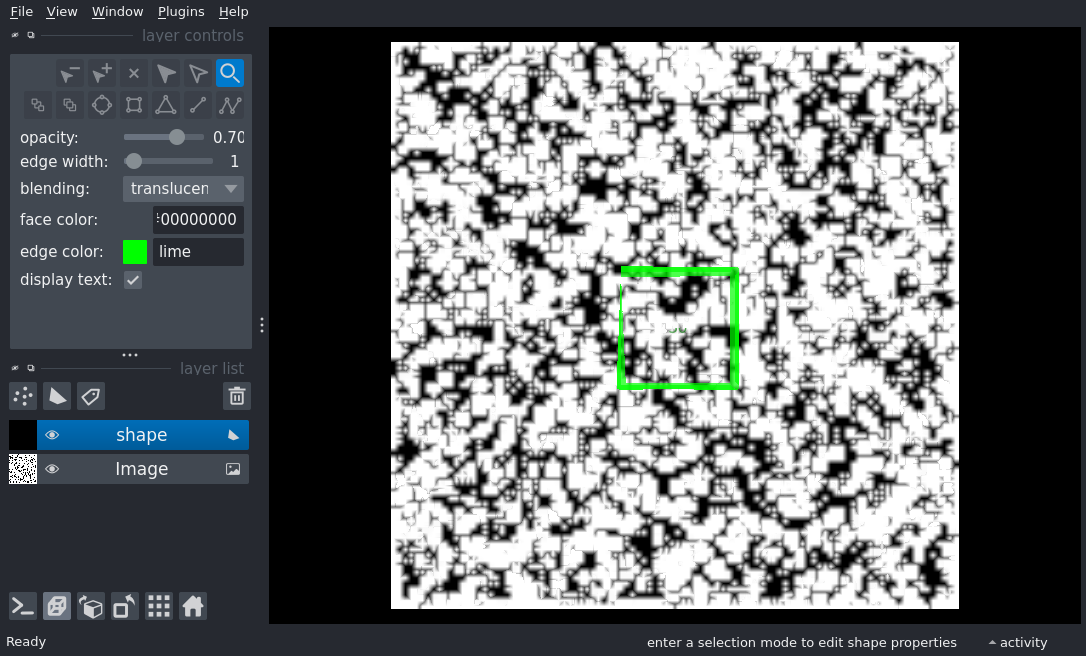 File View Window Plugins Help
layer controls
opacity: 0.70
edge width: 1
blending: translucen
face color: 00000000
edge color: lime
display text:
layer list
shape
Image
Ready
enter a selection mode to edit shape properties
activity